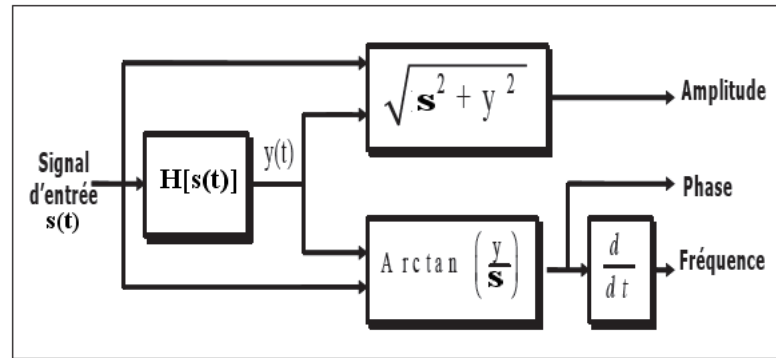 √s² + y²
Amplitude
Signal
d'entrée
s(t)
H[s(t)]
y(t)
Phase
Arctan (y/s)
d/dt
Fréquence